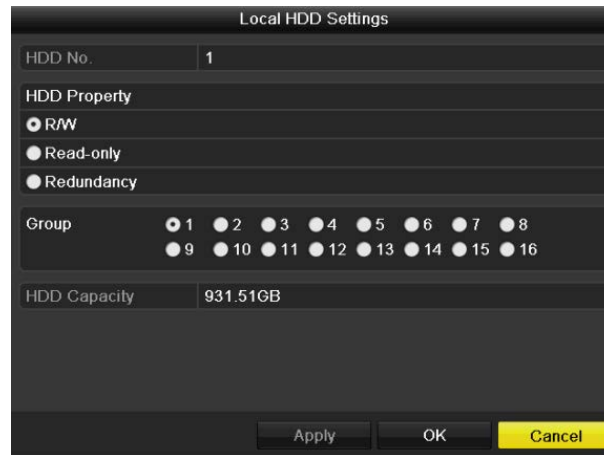 Local HDD Settings
HDD No. 1
HDD Property
R/W
Read-only
Redundancy
Group 1 2 3 4 5 6 7 8
9 10 11 12 13 14 15 16
HDD Capacity 931.51GB
Apply OK Cancel